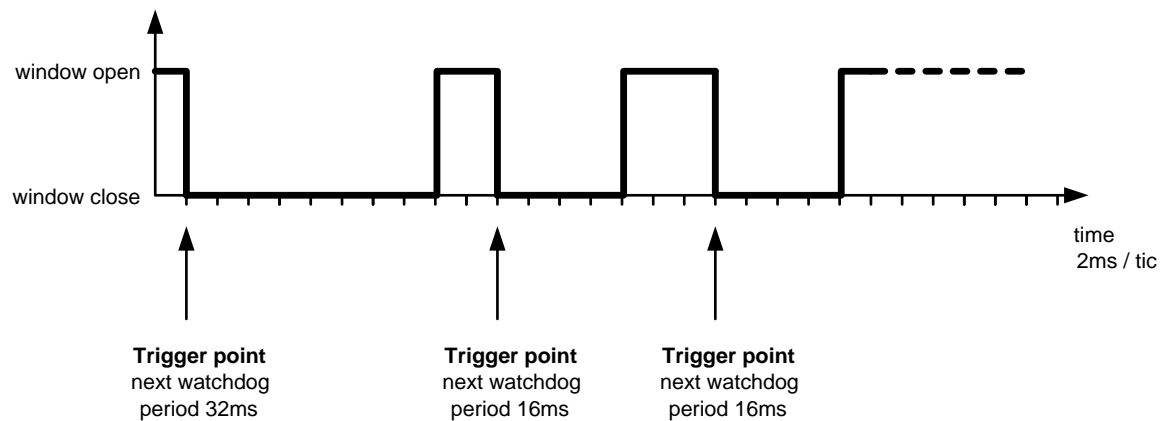 window open
window close
time
2ms / tic
Trigger point
next watchdog
period 32ms
Trigger point
next watchdog
period 16ms
Trigger point
next watchdog
period 16ms